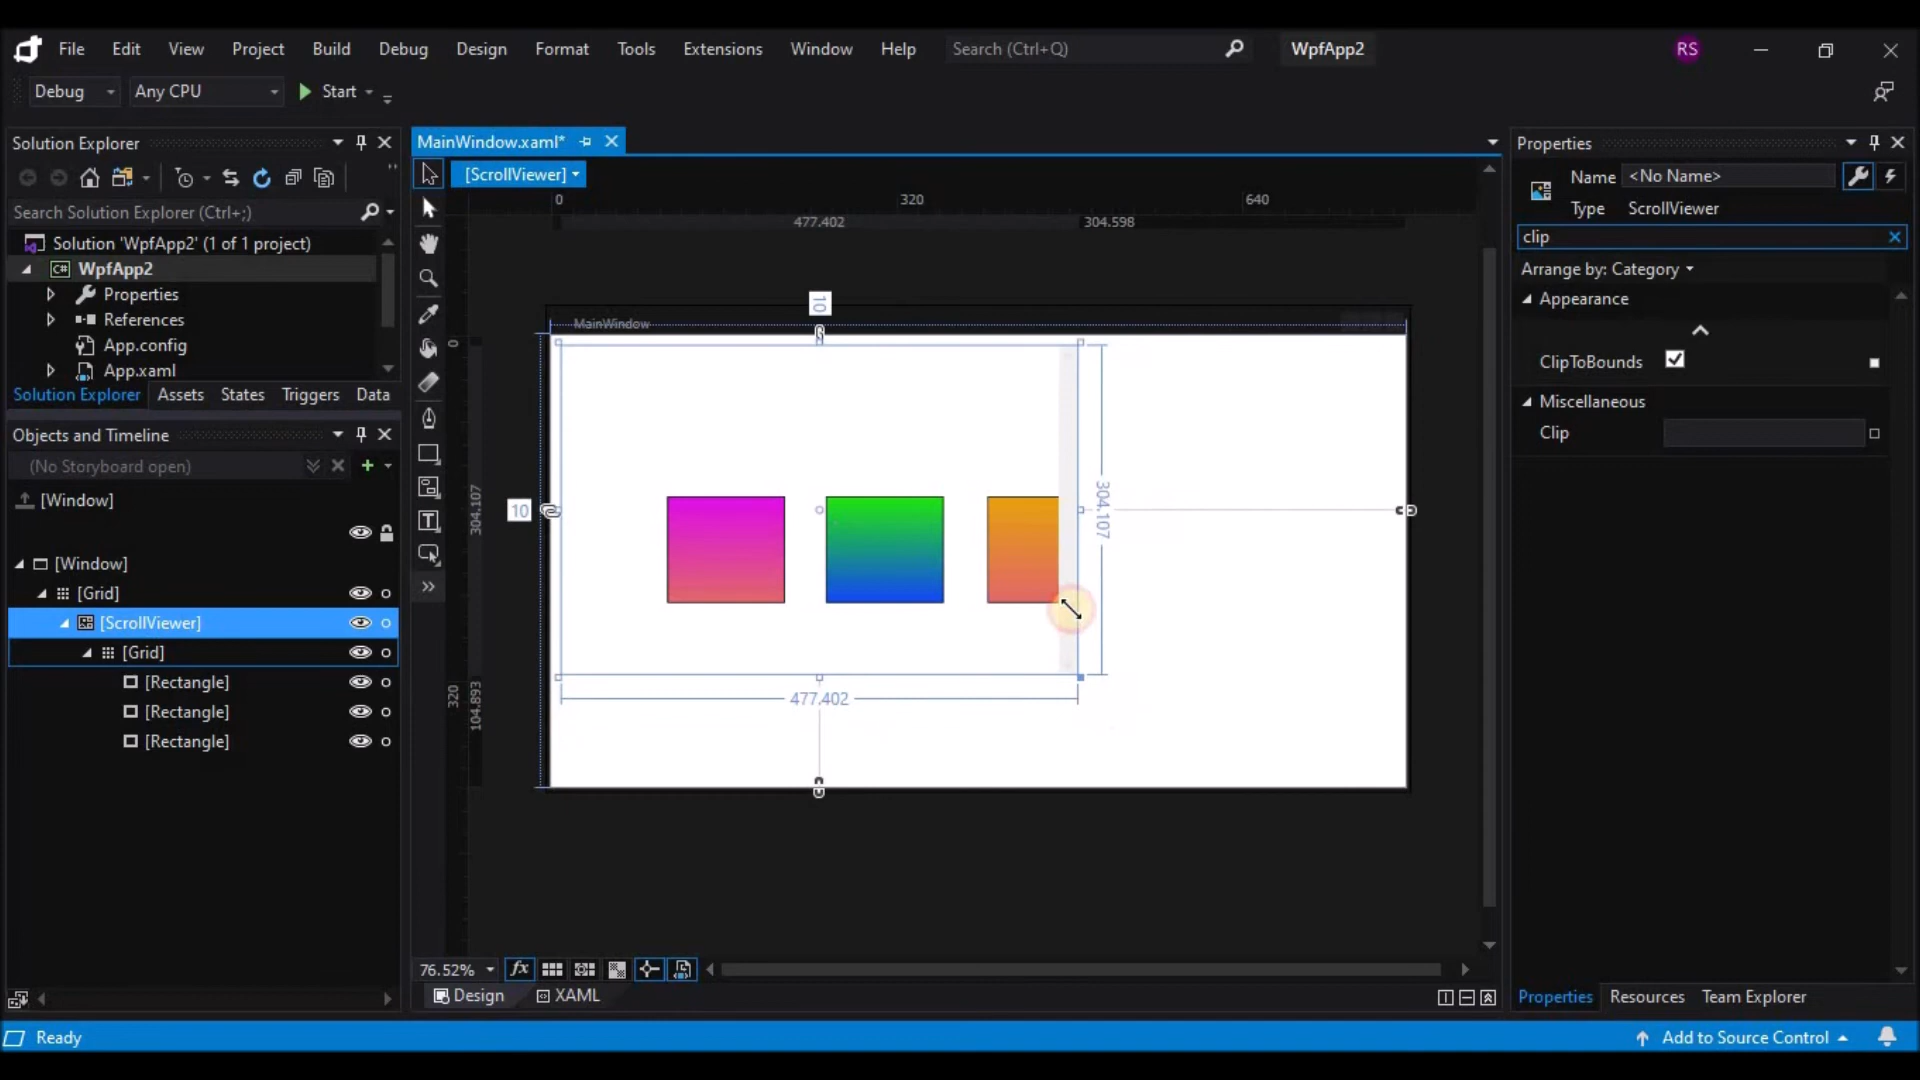 File Edit View Project Build Debug Design Format Tools Extensions Window Help Search (Ctrl+Q) WpfApp2 RS
Debug Any CPU Start
Solution Explorer
Search Solution Explorer (Ctrl+;)
Solution 'WpfApp2' (1 of 1 project)
C# WpfApp2
Properties
References
App.config
App.xaml
Solution Explorer Assets States Triggers Data
Objects and Timeline
(No Storyboard open)
[Window]
[Window]
[Grid]
[ScrollViewer]
[Grid]
[Rectangle]
[Rectangle]
[Rectangle]
MainWindow.xaml*
[ScrollViewer]
0 320 640
477.402 304.598
10
MainWindow
0
10
304.107
304.107
320
104.893
477.402
76.52% fx
Design XAML
Properties
Name <No Name>
Type ScrollViewer
clip
Arrange by: Category
Appearance
ClipToBounds
Miscellaneous
Clip
Properties Resources Team Explorer
Ready
Add to Source Control